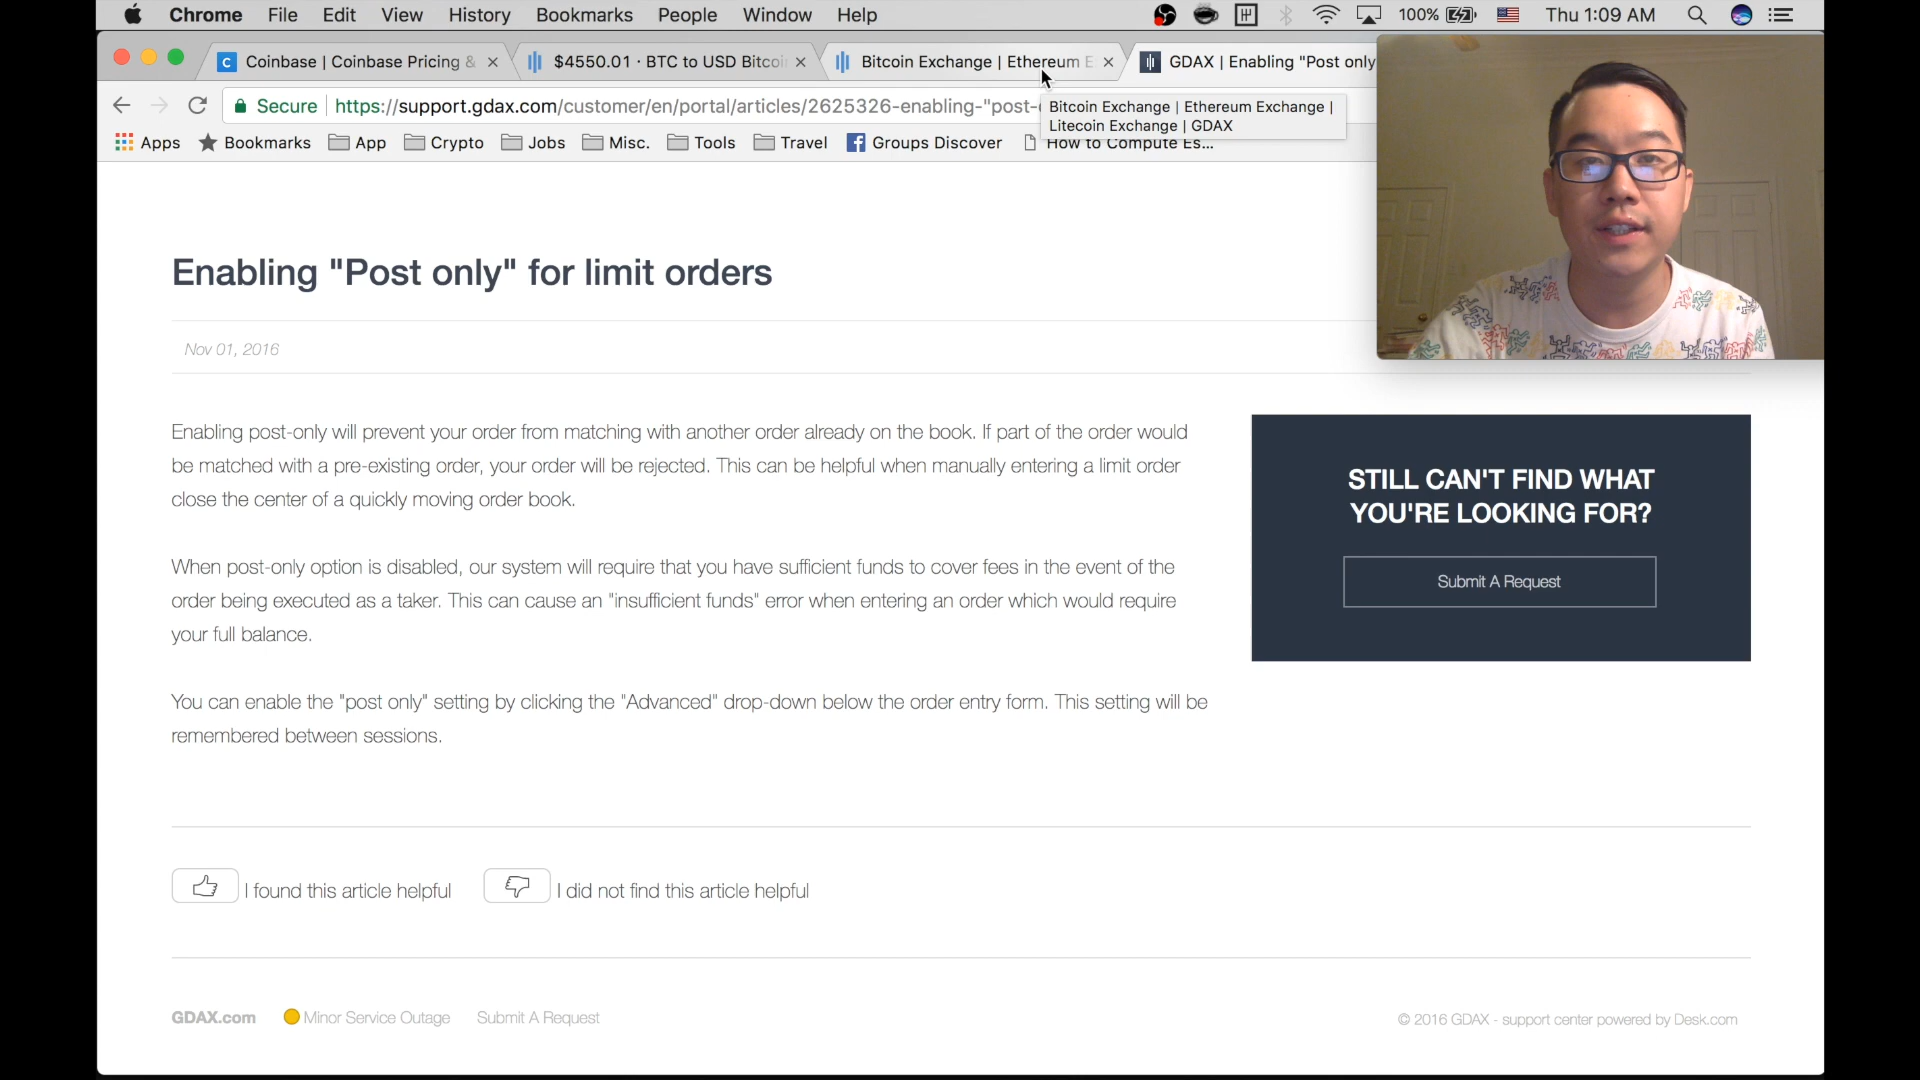 Chrome File Edit View History Bookmarks People Window Help 100% Thu 1:09 AM
Coinbase | Coinbase Pricing & $4550.01 · BTC to USD Bitcoi Bitcoin Exchange | Ethereum E GDAX | Enabling "Post only
Secure https://support.gdax.com/customer/en/portal/articles/2625326-enabling-"post-
Bitcoin Exchange | Ethereum Exchange |
Litecoin Exchange | GDAX
Apps Bookmarks App Crypto Jobs Misc. Tools Travel Groups Discover How to Compute Es...
Enabling "Post only" for limit orders
Nov 01, 2016
Enabling post-only will prevent your order from matching with another order already on the book. If part of the order would
be matched with a pre-existing order, your order will be rejected. This can be helpful when manually entering a limit order
close the center of a quickly moving order book.
When post-only option is disabled, our system will require that you have sufficient funds to cover fees in the event of the
order being executed as a taker. This can cause an "insufficient funds" error when entering an order which would require
your full balance.
You can enable the "post only" setting by clicking the "Advanced" drop-down below the order entry form. This setting will be
remembered between sessions.
STILL CAN'T FIND WHAT
YOU'RE LOOKING FOR?
Submit A Request
I found this article helpful I did not find this article helpful
GDAX.com Minor Service Outage Submit A Request
© 2016 GDAX - support center powered by Desk.com